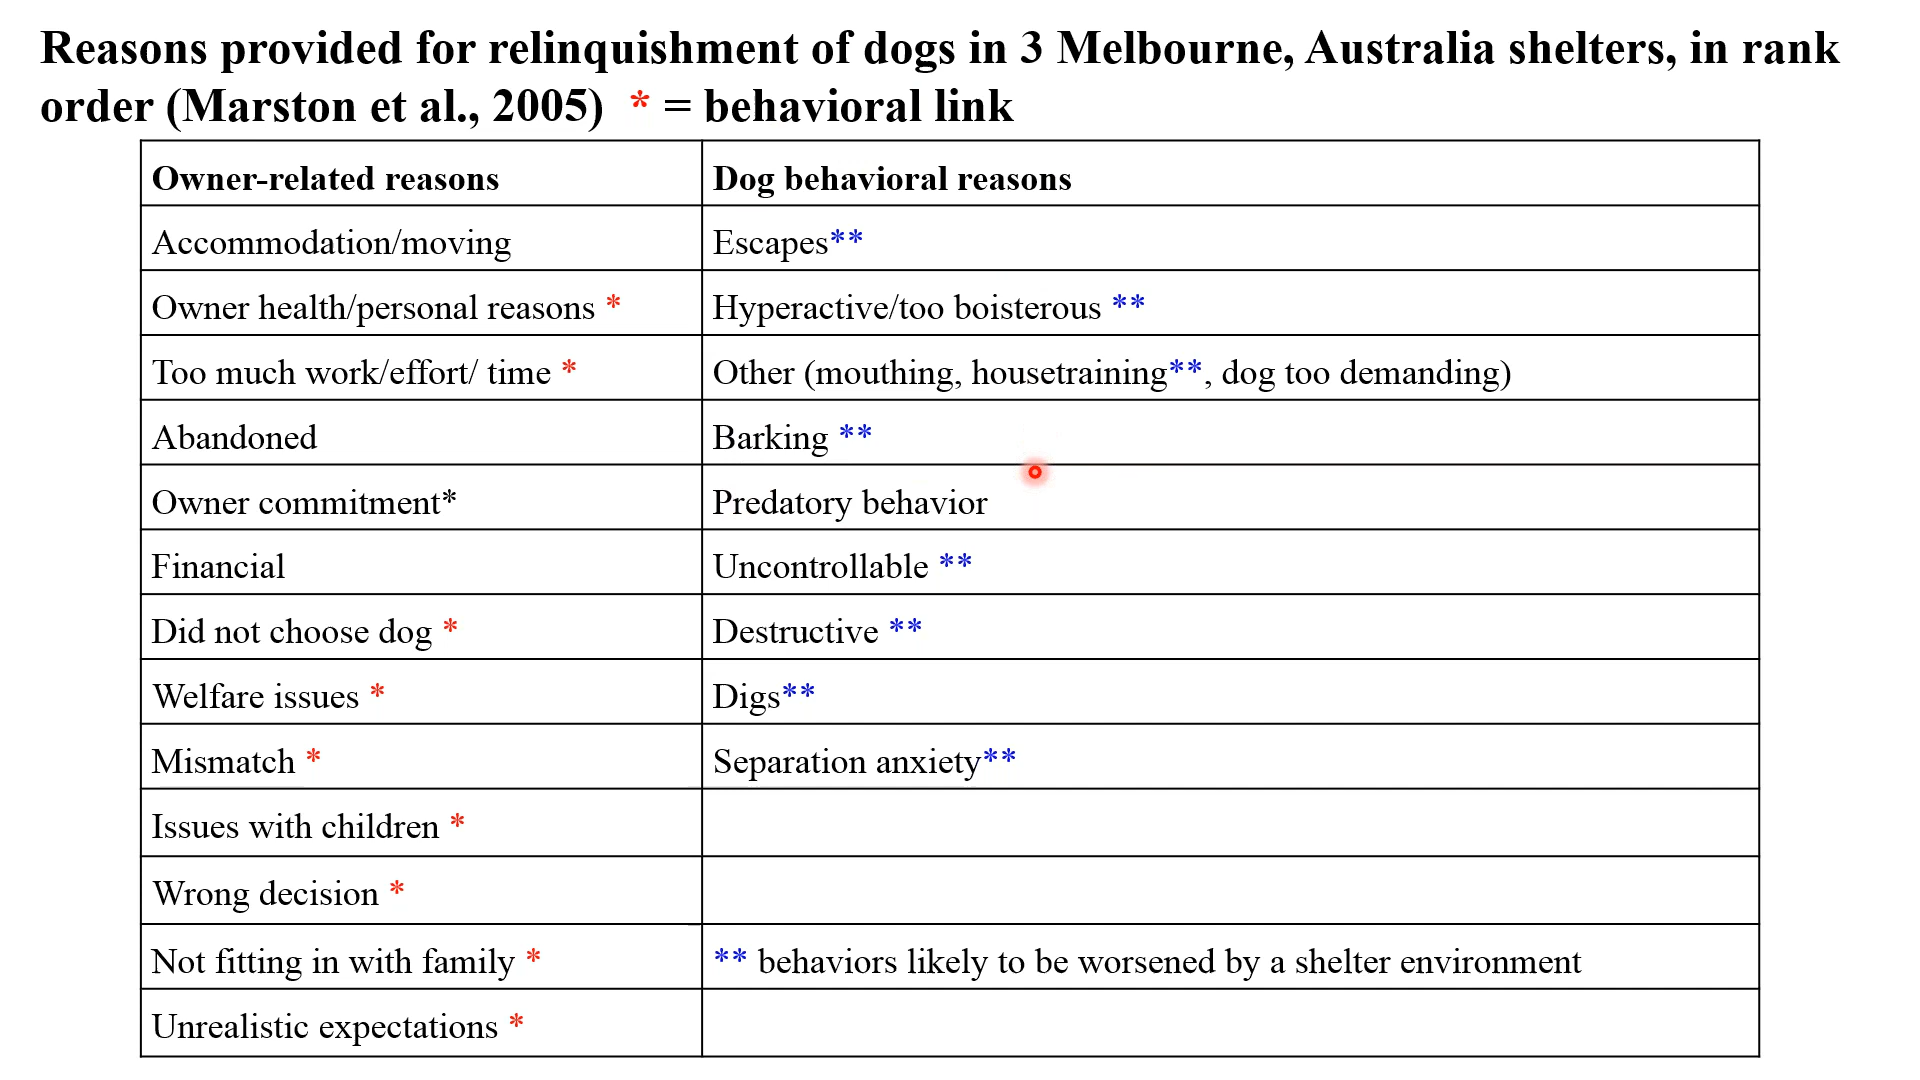 Reasons provided for relinquishment of dogs in 3 Melbourne, Australia shelters, in rank
order (Marston et al., 2005) * = behavioral link
Owner-related reasons Dog behavioral reasons
Accommodation/moving Escapes**
Owner health/personal reasons * Hyperactive/too boisterous **
Too much work/effort/ time * Other (mouthing, housetraining**, dog too demanding)
Abandoned Barking **
Owner commitment* Predatory behavior
Financial Uncontrollable **
Did not choose dog * Destructive **
Welfare issues * Digs**
Mismatch * Separation anxiety**
Issues with children *
Wrong decision *
Not fitting in with family * ** behaviors likely to be worsened by a shelter environment
Unrealistic expectations *